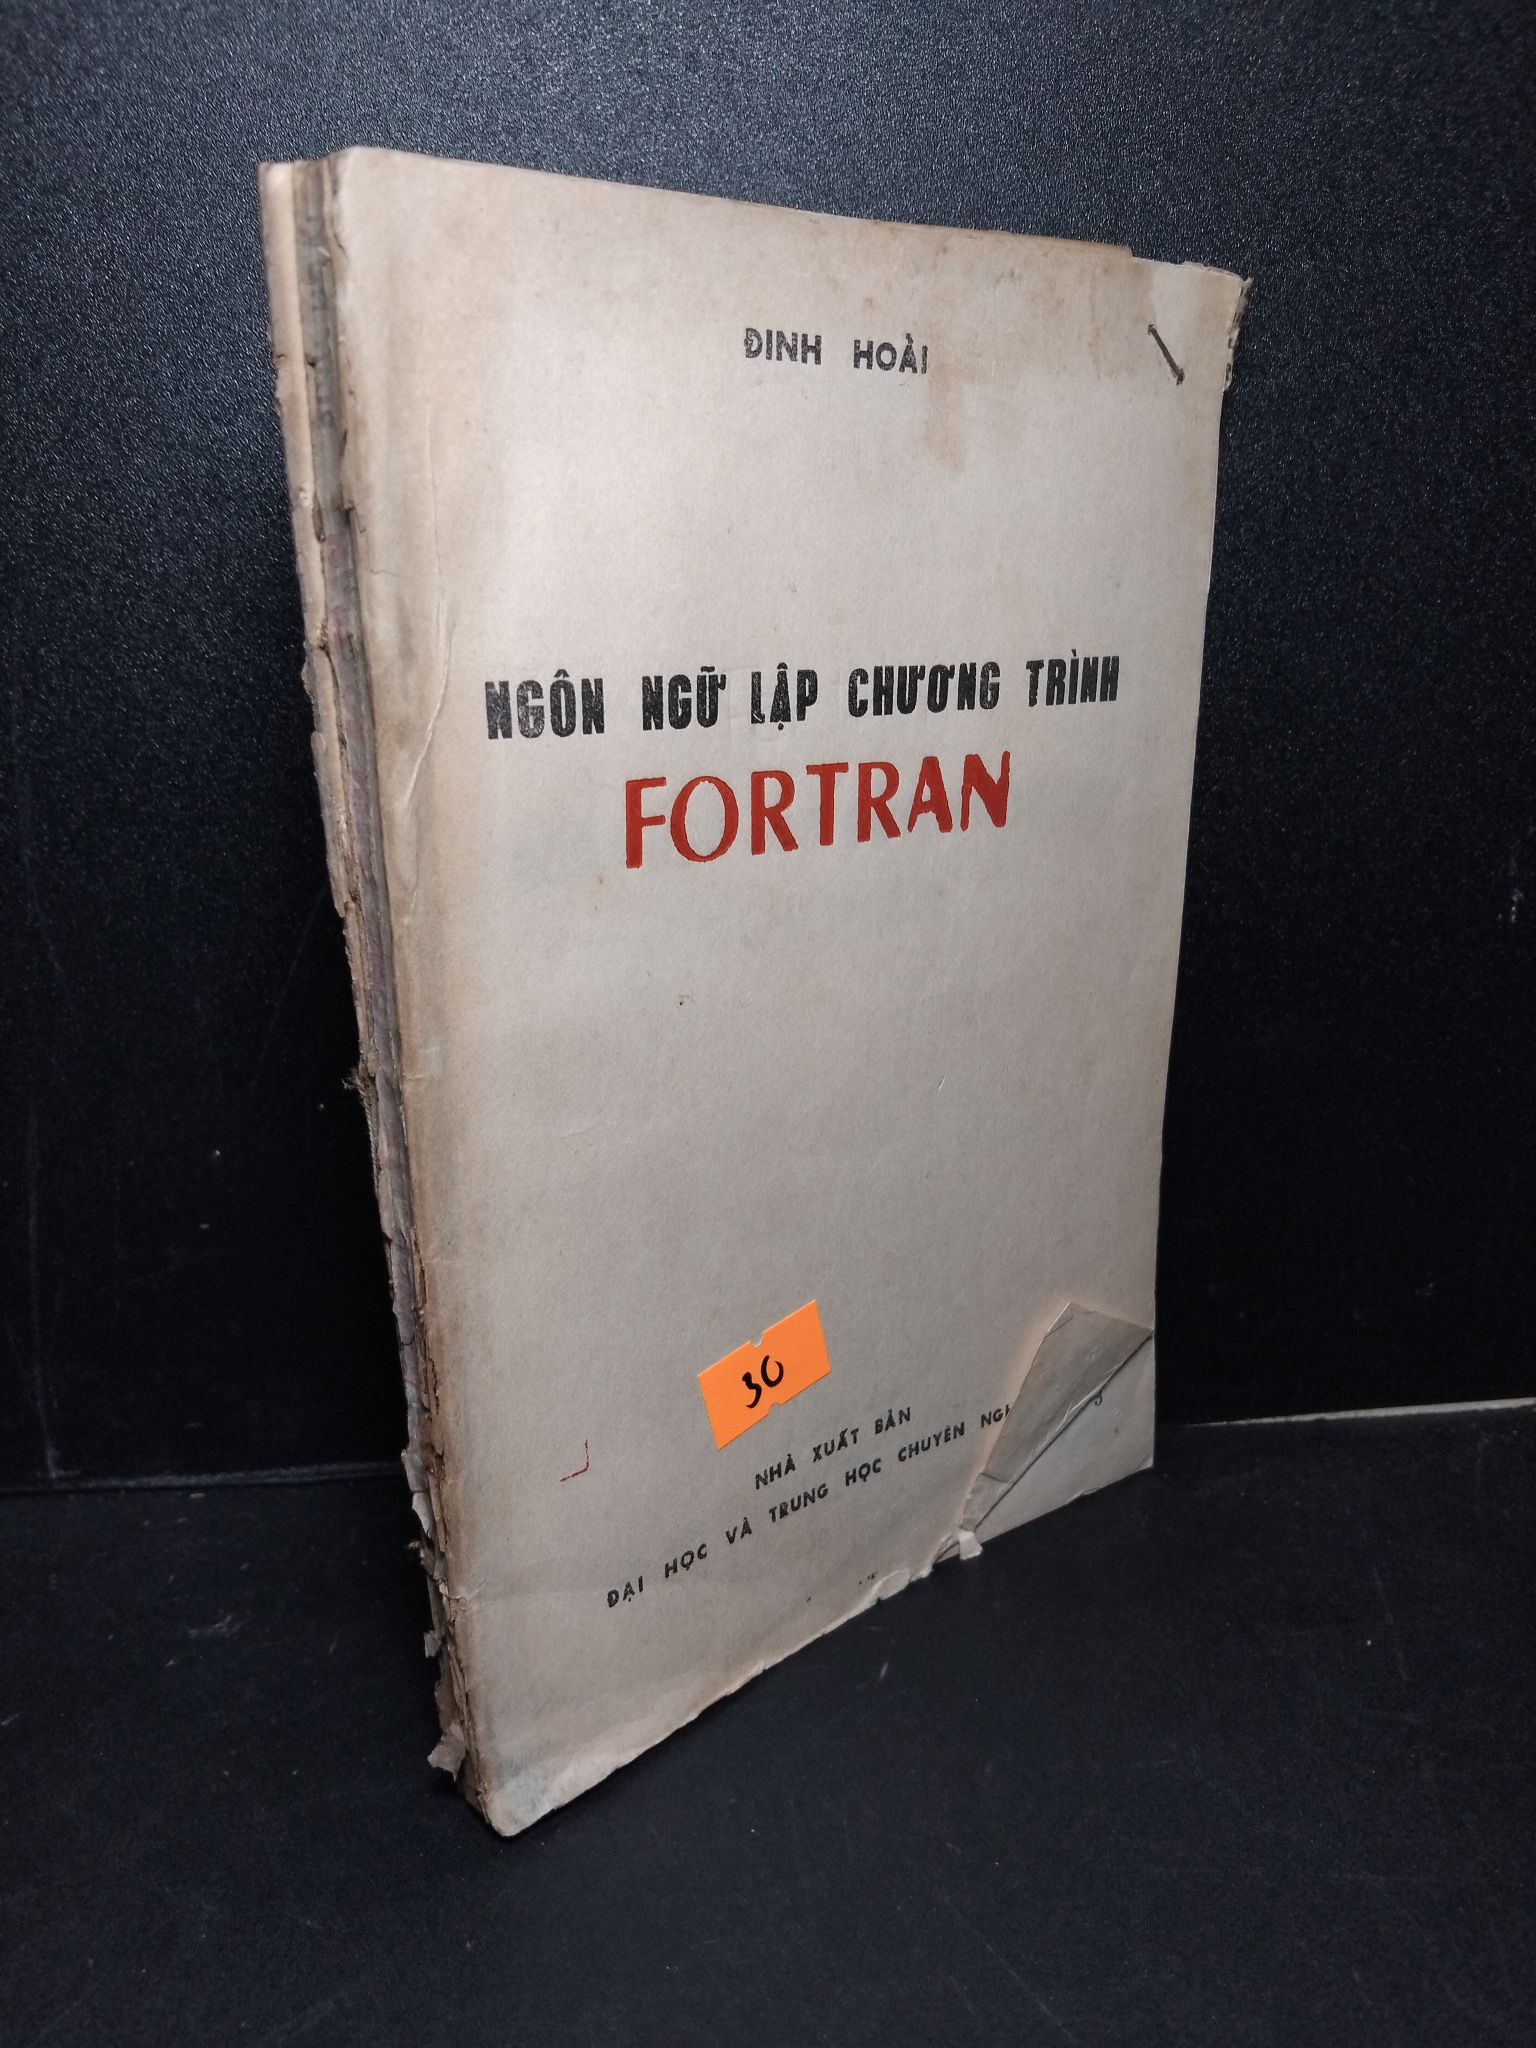 ĐINH HOÀI
NGÔN NGỮ LẬP CHƯƠNG TRÌNH
FORTRAN
30
NHÀ XUẤT BẢN
ĐẠI HỌC VÀ TRUNG HỌC CHUYÊN